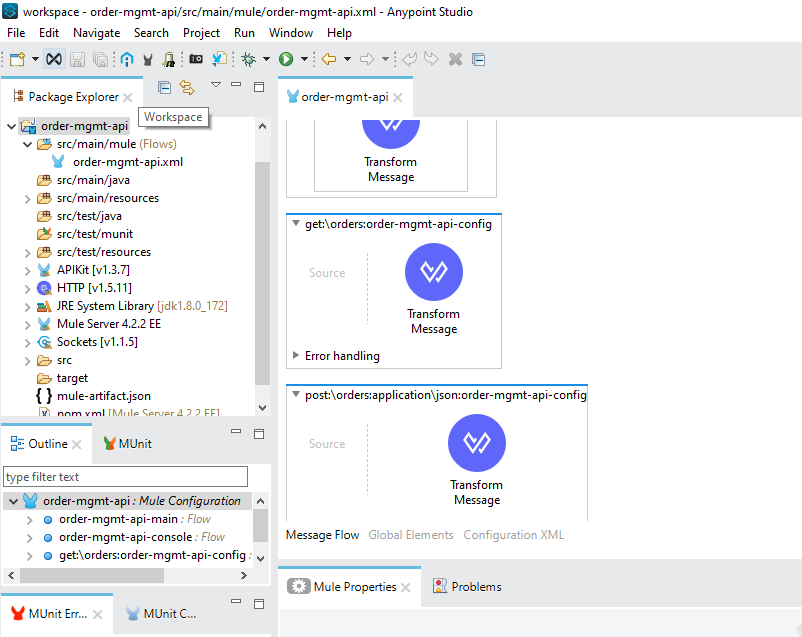 workspace - order-mgmt-api/src/main/mule/order-mgmt-api.xml - Anypoint Studio
File Edit Navigate Search Project Run Window Help
Package Explorer
order-mgmt-api
Workspace
order-mgmt-api
src/main/mule (Flows)
order-mgmt-api.xml
src/main/java
src/main/resources
src/test/java
src/test/munit
src/test/resources
APIKit [v1.3.7]
HTTP [v1.5.11]
JRE System Library [jdk1.8.0_172]
Mule Server 4.2.2 EE
Sockets [v1.1.5]
src
target
mule-artifact.json
pom.xml [Mule Server 4.2.2 EE]
Transform
Message
get:\orders:order-mgmt-api-config
Source
Transform
Message
Error handling
post:\orders:application\json:order-mgmt-api-config
Source
Transform
Message
Message Flow Global Elements Configuration XML
Outline
MUnit
type filter text
order-mgmt-api : Mule Configuration
order-mgmt-api-main : Flow
order-mgmt-api-console : Flow
get:\orders:order-mgmt-api-config :
Mule Properties
Problems
MUnit Err...
MUnit C...